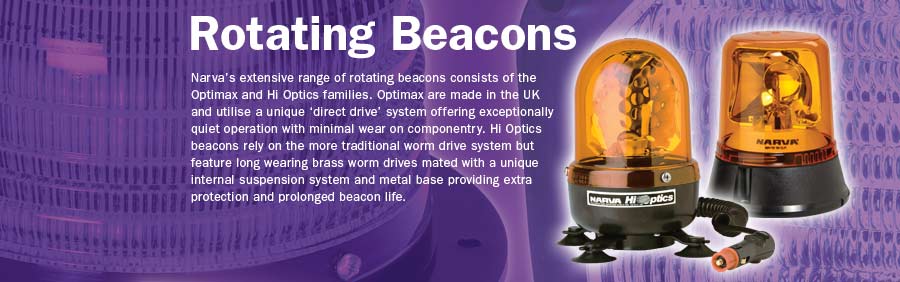 Rotating Beacons
Narva's extensive range of rotating beacons consists of the
Optimax and Hi Optics families. Optimax are made in the UK
and utilise a unique ‘direct drive’ system offering exceptionally
quiet operation with minimal wear on componentry. Hi Optics
beacons rely on the more traditional worm drive system but
feature long wearing brass worm drives mated with a unique
internal suspension system and metal base providing extra
protection and prolonged beacon life.
NARVA
NARVA Hi Optics